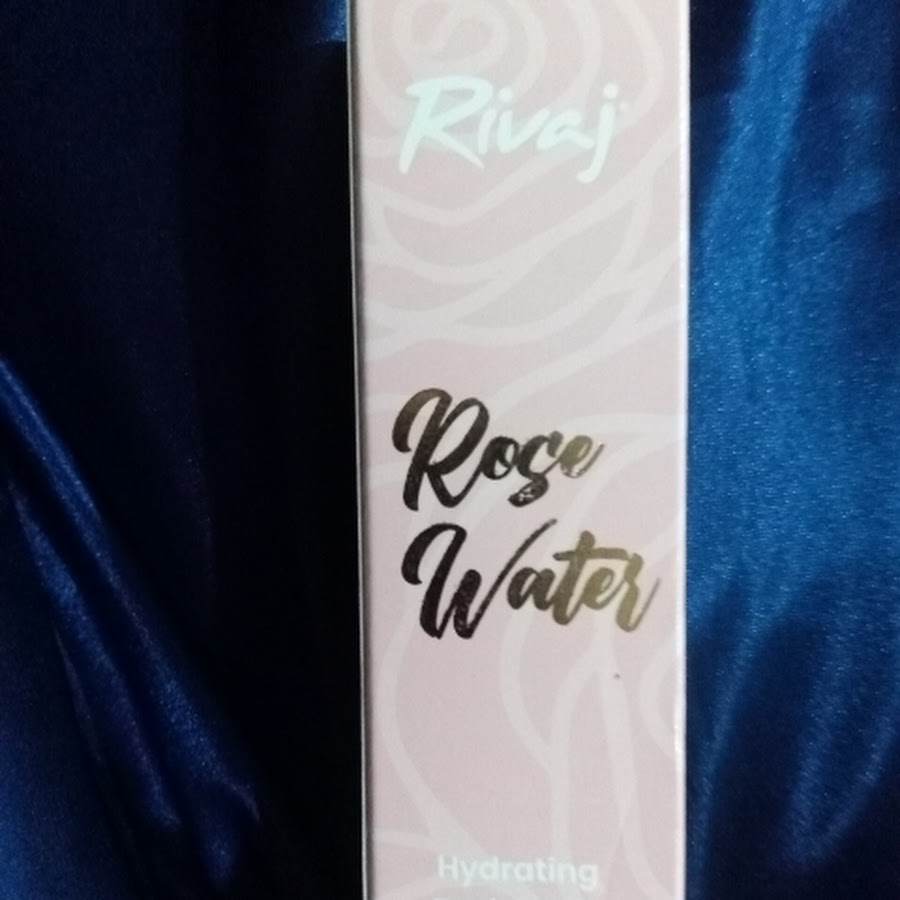 Rivaj
Rose
Water
Hydrating